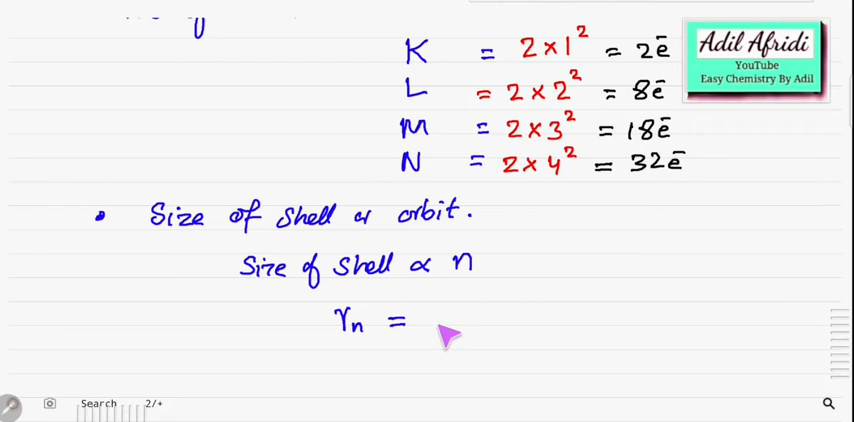 K = 2 × 1² = 2ē
L = 2 × 2² = 8ē
M = 2 × 3² = 18ē
N = 2 × 4² = 32ē
Adil Afridi
YouTube
Easy Chemistry By Adil
• Size of shell or orbit.
Size of shell ∝ n
rₙ =
Search 2/+